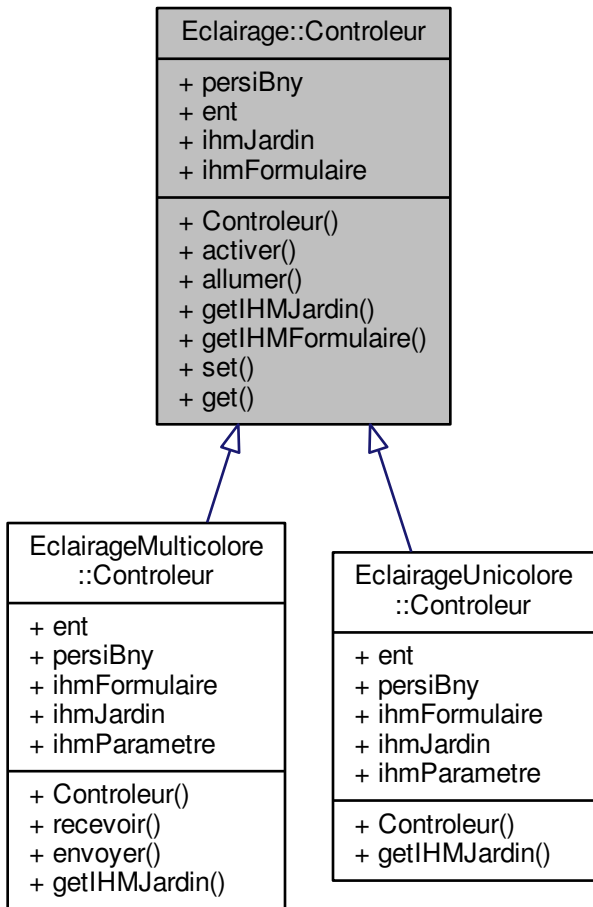 Eclairage::Controleur
+ persiBny
+ ent
+ ihmJardin
+ ihmFormulaire
+ Controleur()
+ activer()
+ allumer()
+ getIHMJardin()
+ getIHMFormulaire()
+ set()
+ get()
EclairageMulticolore
::Controleur
+ ent
+ persiBny
+ ihmFormulaire
+ ihmJardin
+ ihmParametre
+ Controleur()
+ recevoir()
+ envoyer()
+ getIHMJardin()
EclairageUnicolore
::Controleur
+ ent
+ persiBny
+ ihmFormulaire
+ ihmJardin
+ ihmParametre
+ Controleur()
+ getIHMJardin()